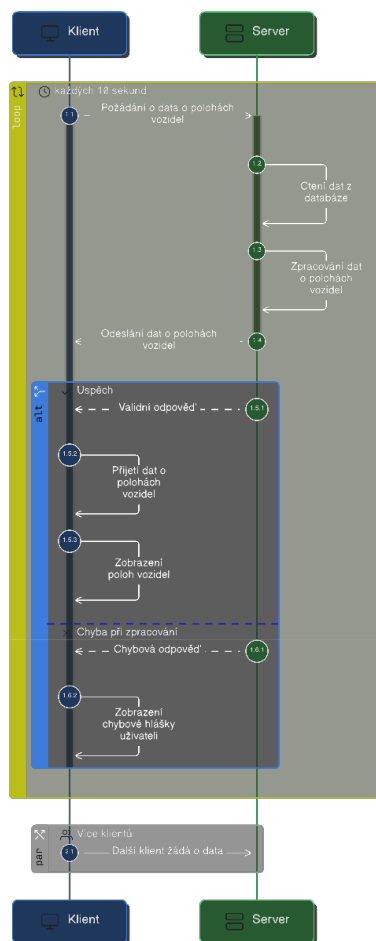 Klient
Server
loop
každých 10 sekund
1.1
Požádání o data o polohách
vozidel
1.2
Čtení dat z
databáze
1.3
Zpracování dat
o polohách
vozidel
Odeslání dat o polohách
vozidel
1.4
alt
Úspěch
Validní odpověď
1.5.1
1.5.2
Přijetí dat o
polohách
vozidel
1.5.3
Zobrazení
poloh vozidel
Chyba při zpracování
Chybová odpověď
1.6.1
1.6.2
Zobrazení
chybové hlášky
uživateli
par
Více klientů
2.1
Další klient žádá o data
Klient
Server